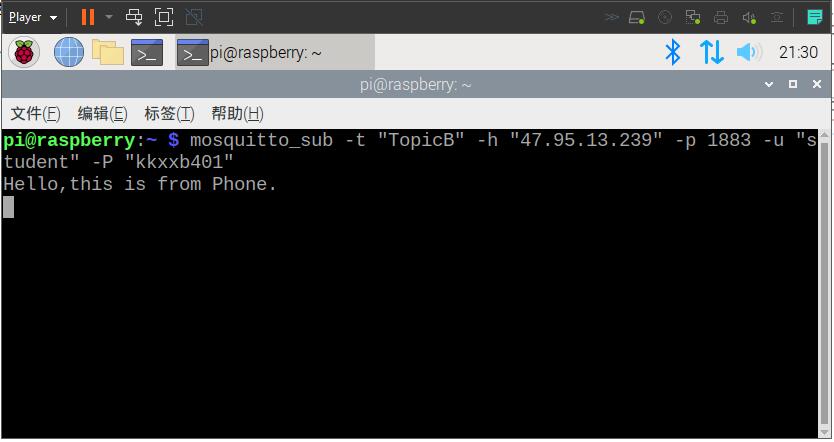 Player
pi@raspberry: ~
21:30
pi@raspberry: ~
文件(F) 编辑(E) 标签(T) 帮助(H)
pi@raspberry:~ $ mosquitto_sub -t "TopicB" -h "47.95.13.239" -p 1883 -u "s
tudent" -P "kkxxb401"
Hello,this is from Phone.